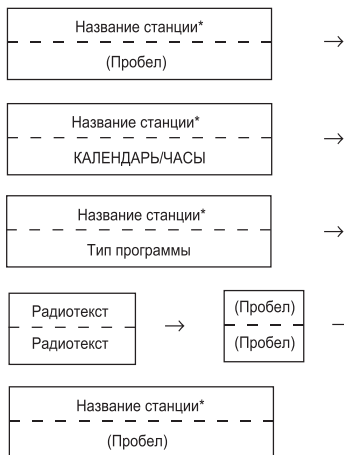 Название станции*
(Пробел)
Название станции*
КАЛЕНДАРЬ/ЧАСЫ
Название станции*
Тип программы
Радиотекст
Радиотекст
(Пробел)
(Пробел)
Название станции*
(Пробел)